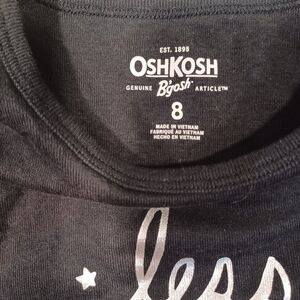 EST. 1895
OSHKOSH
GENUINE B'gosh ARTICLE™
8
MADE IN VIETNAM
FABRIQUÉ AU VIETNAM
HECHO EN VIETNAM
less